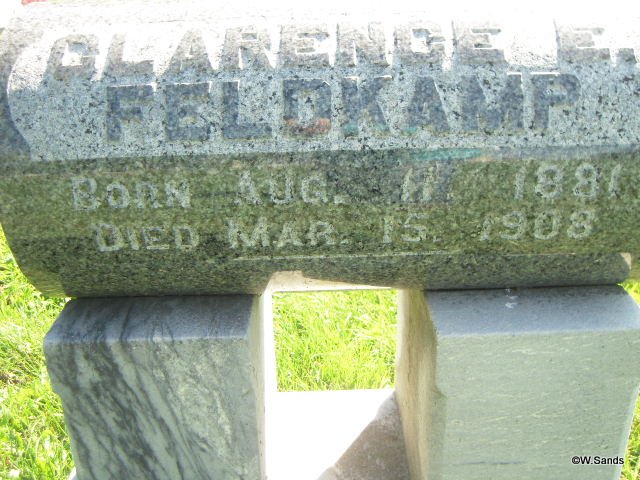 CLARENCE E.
FELDKAMP
BORN AUG. 11. 1881
DIED MAR. 15. 1908
©W.Sands